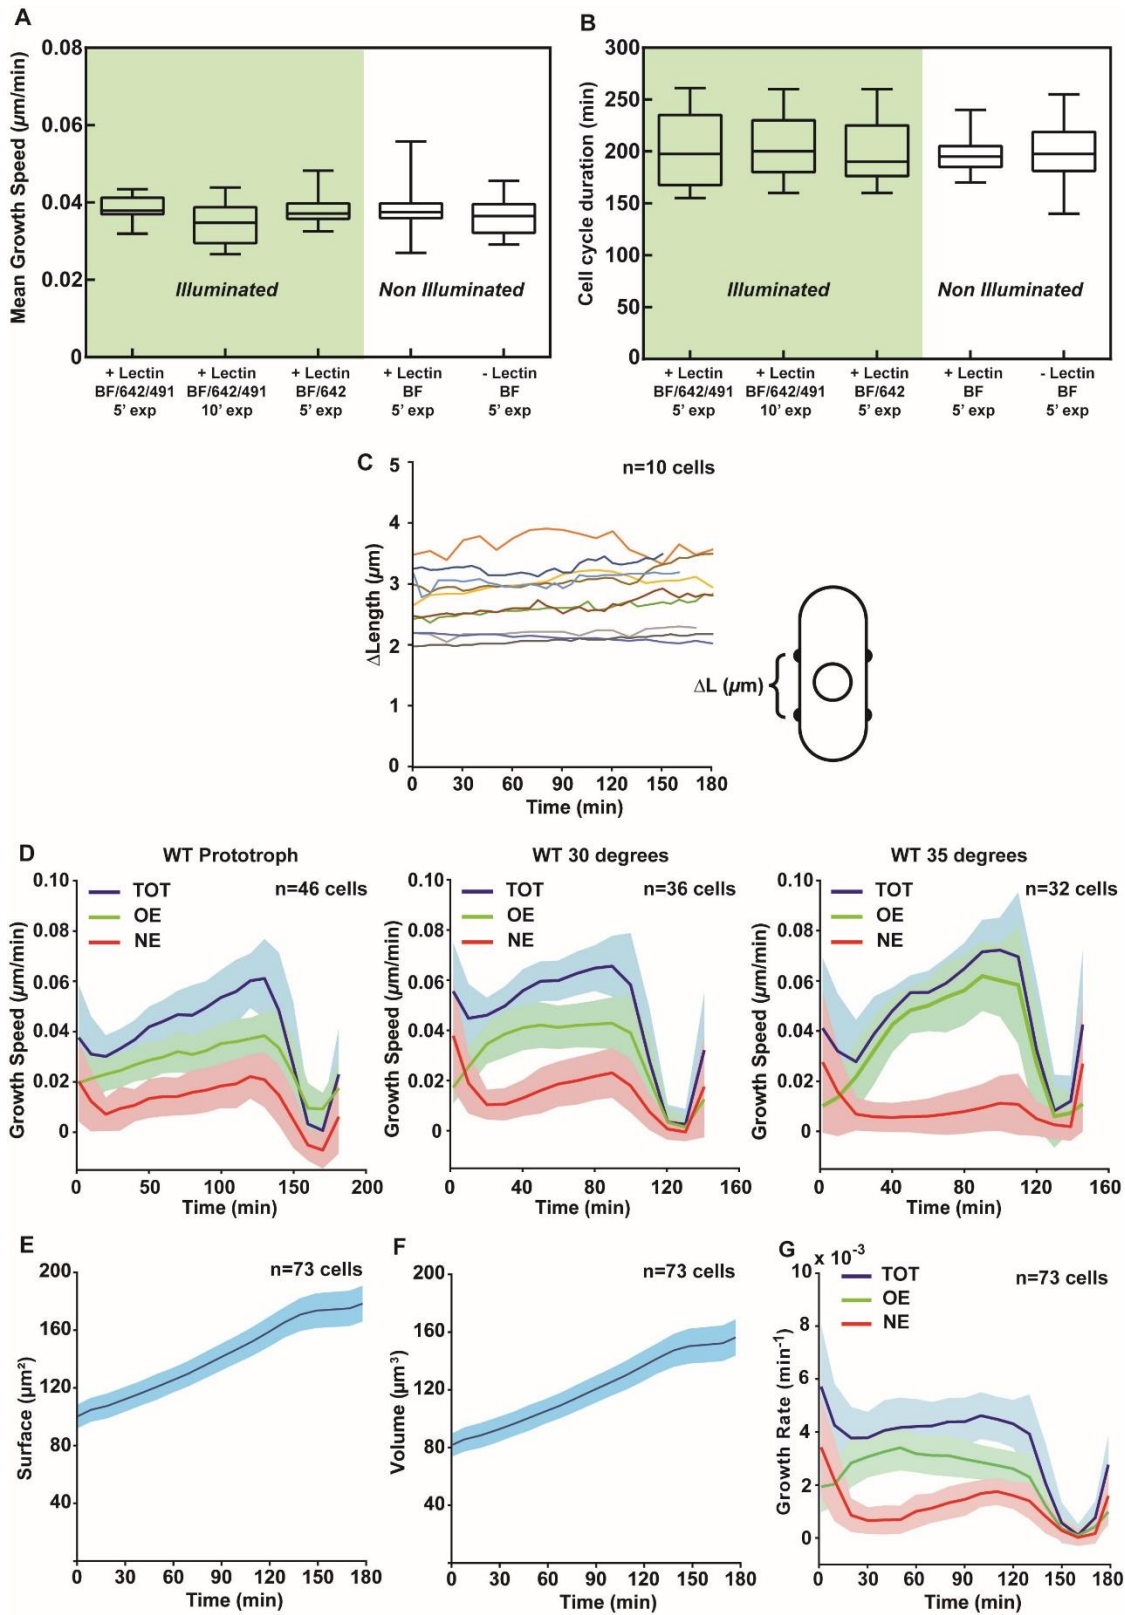 A
Mean Growth Speed (µm/min)
0.08
0.06
0.04
0.02
0
Illuminated
Non Illuminated
+ Lectin
BF/642/491
5' exp
+ Lectin
BF/642/491
10' exp
+ Lectin
BF/642
5' exp
+ Lectin
BF
5' exp
- Lectin
BF
5' exp
B
Cell cycle duration (min)
300
250
200
150
100
50
0
Illuminated
Non Illuminated
+ Lectin
BF/642/491
5' exp
+ Lectin
BF/642/491
10' exp
+ Lectin
BF/642
5' exp
+ Lectin
BF
5' exp
- Lectin
BF
5' exp
C
n=10 cells
ΔLength (µm)
5
4
3
2
1
0
0 30 60 90 120 150 180
Time (min)
ΔL (µm)
D
WT Prototroph
n=46 cells
TOT
OE
NE
Growth Speed (µm/min)
0.10
0.08
0.06
0.04
0.02
0
0 50 100 150 200
Time (min)
WT 30 degrees
n=36 cells
TOT
OE
NE
Growth Speed (µm/min)
0.10
0.08
0.06
0.04
0.02
0
0 40 80 120 160
Time (min)
WT 35 degrees
n=32 cells
TOT
OE
NE
Growth Speed (µm/min)
0.10
0.08
0.06
0.04
0.02
0
0 40 80 120 160
Time (min)
E
n=73 cells
Surface (µm²)
200
160
120
80
40
0 30 60 90 120 150 180
Time (min)
F
n=73 cells
Volume (µm³)
200
160
120
80
40
0 30 60 90 120 150 180
Time (min)
G
x 10⁻³
n=73 cells
TOT
OE
NE
Growth Rate (min⁻¹)
10
8
6
4
2
0
0 30 60 90 120 150 180
Time (min)